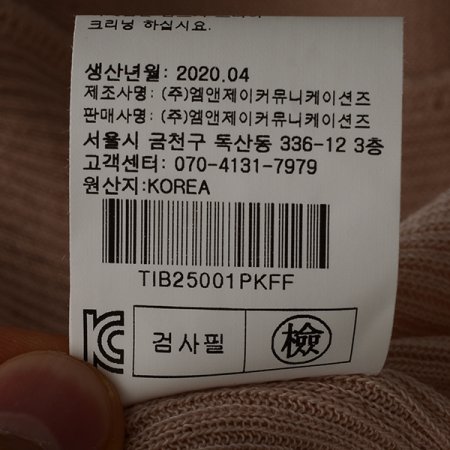 크리닝 하십시요.
생산년월: 2020.04
제조사명: (주)엠앤제이커뮤니케이션즈
판매사명: (주)엠앤제이커뮤니케이션즈
서울시 금천구 독산동 336-12 3층
고객센터: 070-4131-7979
원산지:KOREA
TIB25001PKFF
KC 검사필 檢